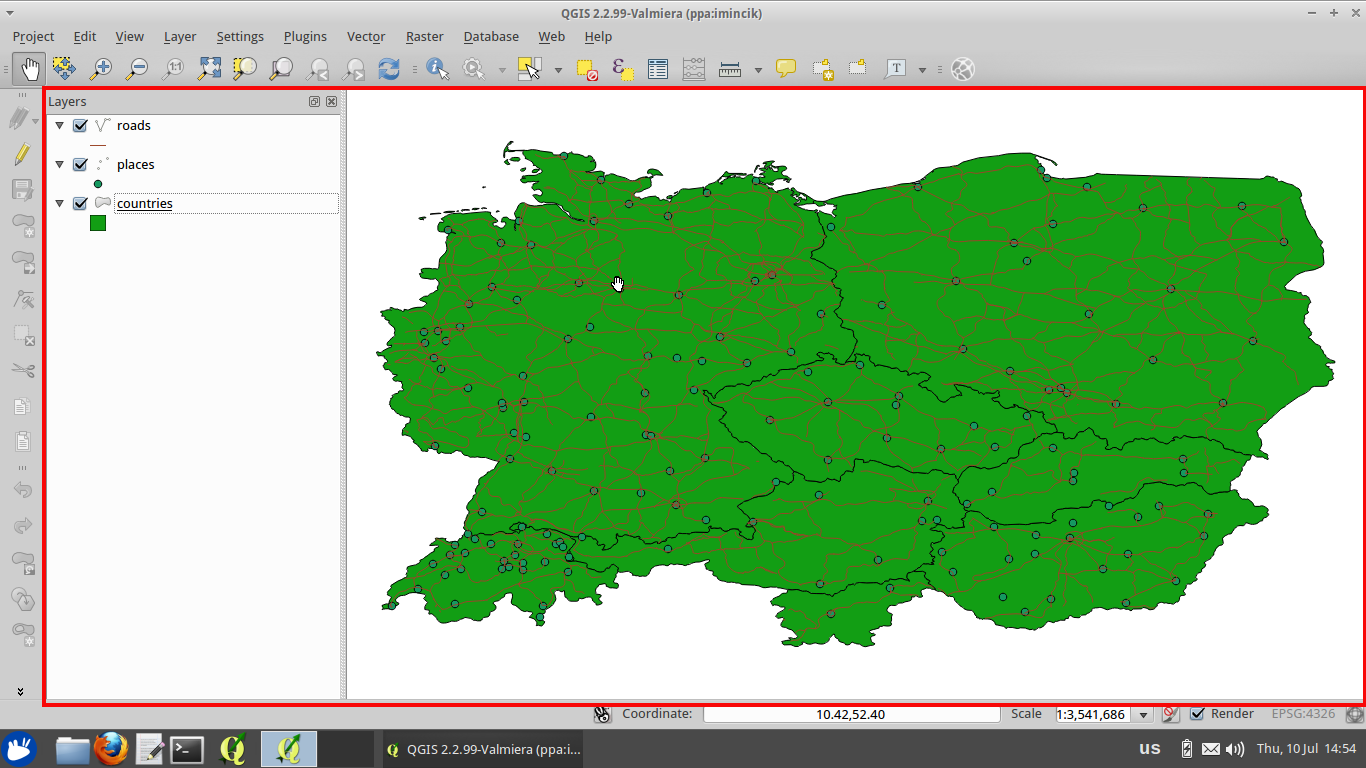 QGIS 2.2.99-Valmiera (ppa:imincik)
Project Edit View Layer Settings Plugins Vector Raster Database Web Help
1:1 ε T
Layers
roads
places
countries
Coordinate: 10.42,52.40 Scale 1:3,541,686 Render EPSG:4326
QGIS 2.2.99-Valmiera (ppa:i... us Thu, 10 Jul 14:54